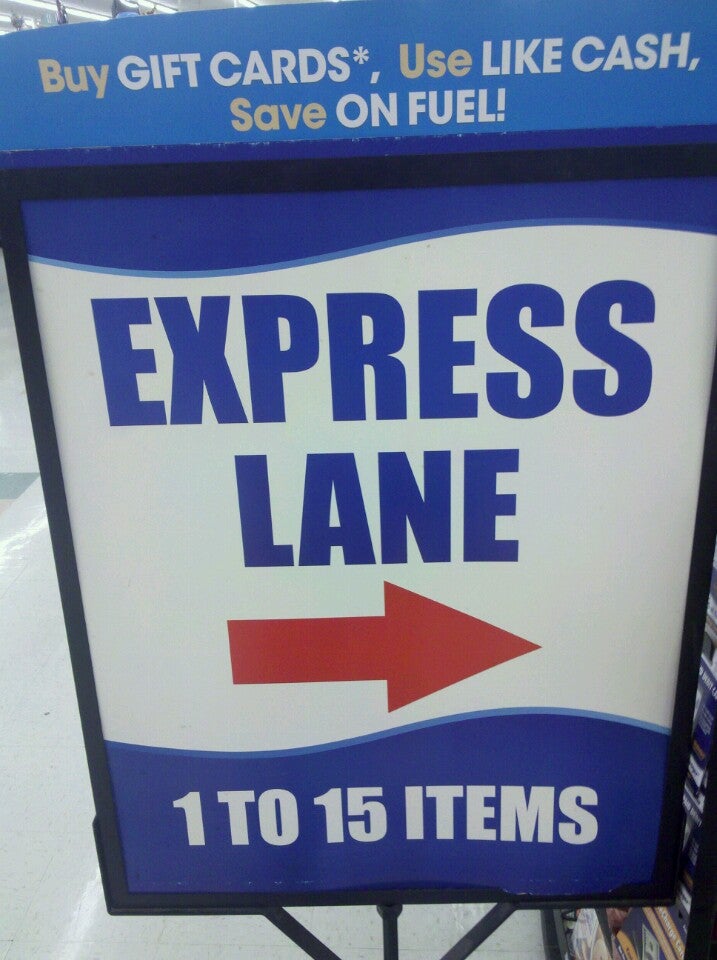 Buy GIFT CARDS*, Use LIKE CASH,
Save ON FUEL!
EXPRESS
LANE
1 TO 15 ITEMS